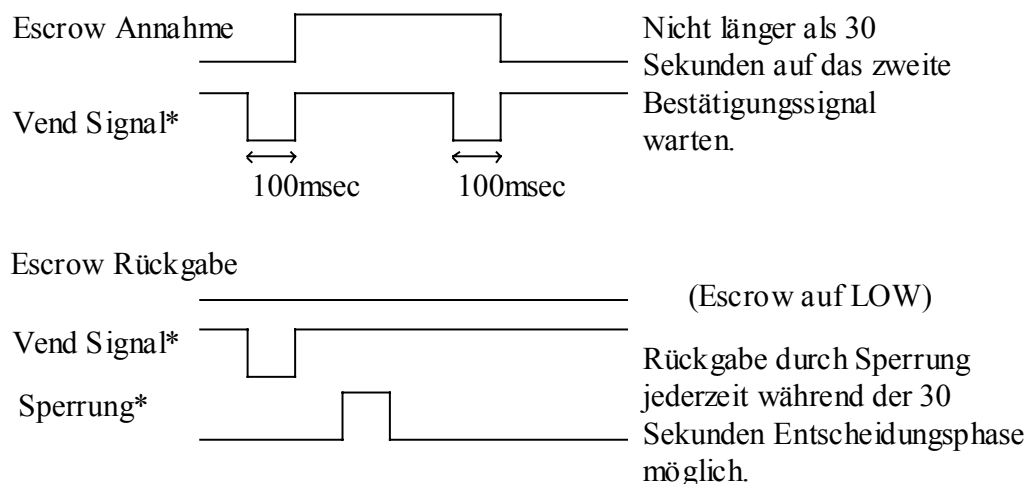 Escrow Annahme
Nicht länger als 30
Sekunden auf das zweite
Bestätigungssignal
warten.
Vend Signal*
100msec
100msec
Escrow Rückgabe
(Escrow auf LOW)
Vend Signal*
Rückgabe durch Sperrung
jederzeit während der 30
Sekunden Entscheidungsphase
möglich.
Sperrung*